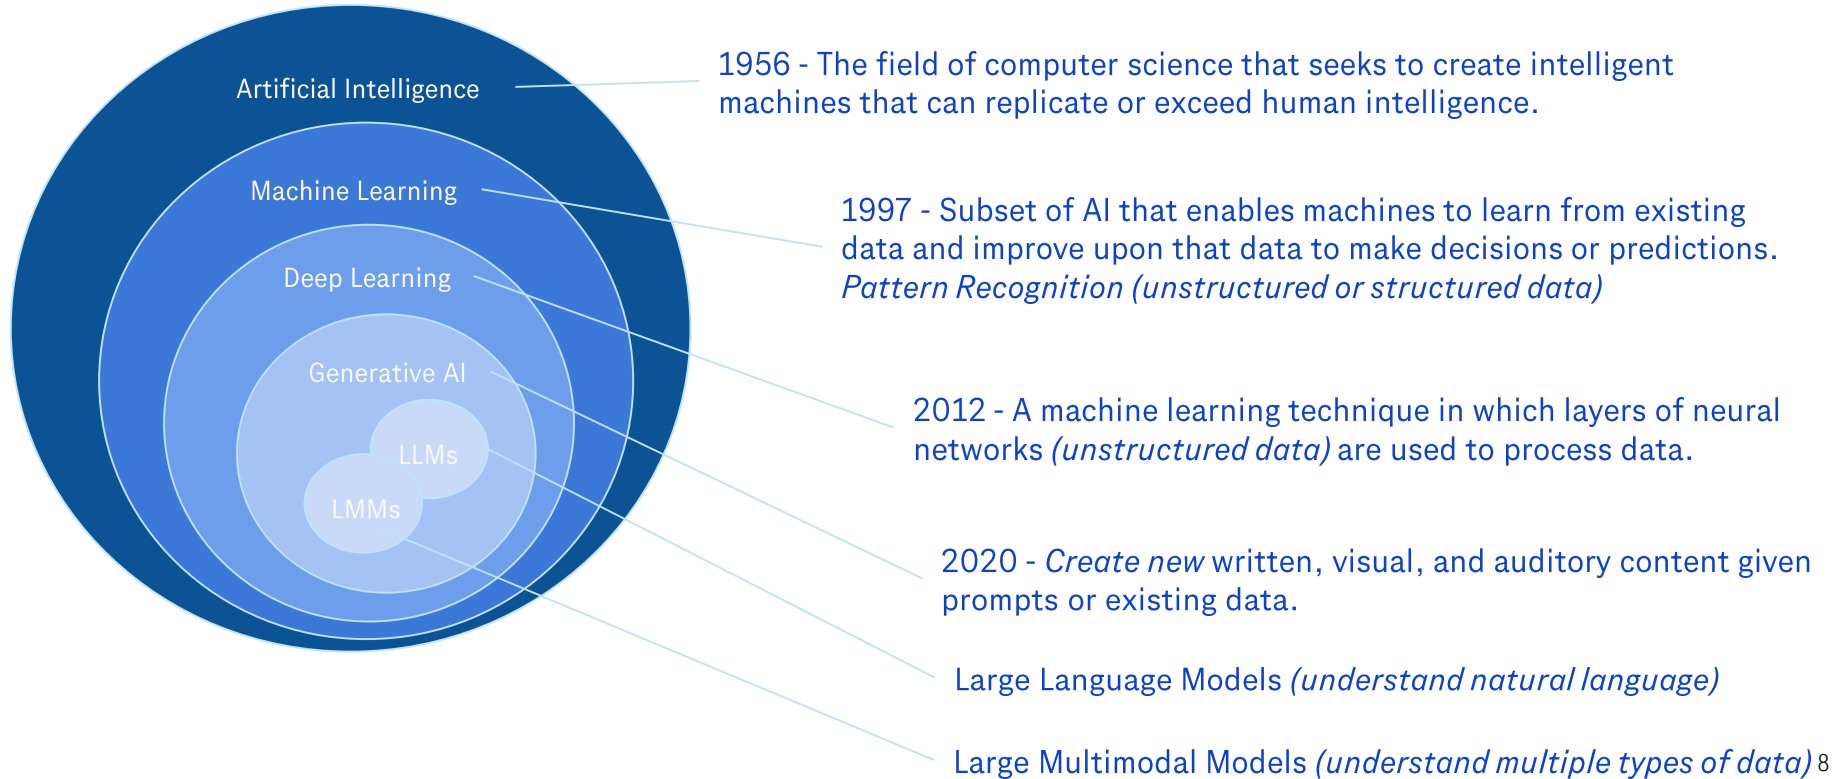 Artificial Intelligence
1956 - The field of computer science that seeks to create intelligent
machines that can replicate or exceed human intelligence.
Machine Learning
1997 - Subset of AI that enables machines to learn from existing
data and improve upon that data to make decisions or predictions.
Pattern Recognition (unstructured or structured data)
Deep Learning
2012 - A machine learning technique in which layers of neural
networks (unstructured data) are used to process data.
Generative AI
2020 - Create new written, visual, and auditory content given
prompts or existing data.
LLMs
Large Language Models (understand natural language)
LMMs
Large Multimodal Models (understand multiple types of data)
8